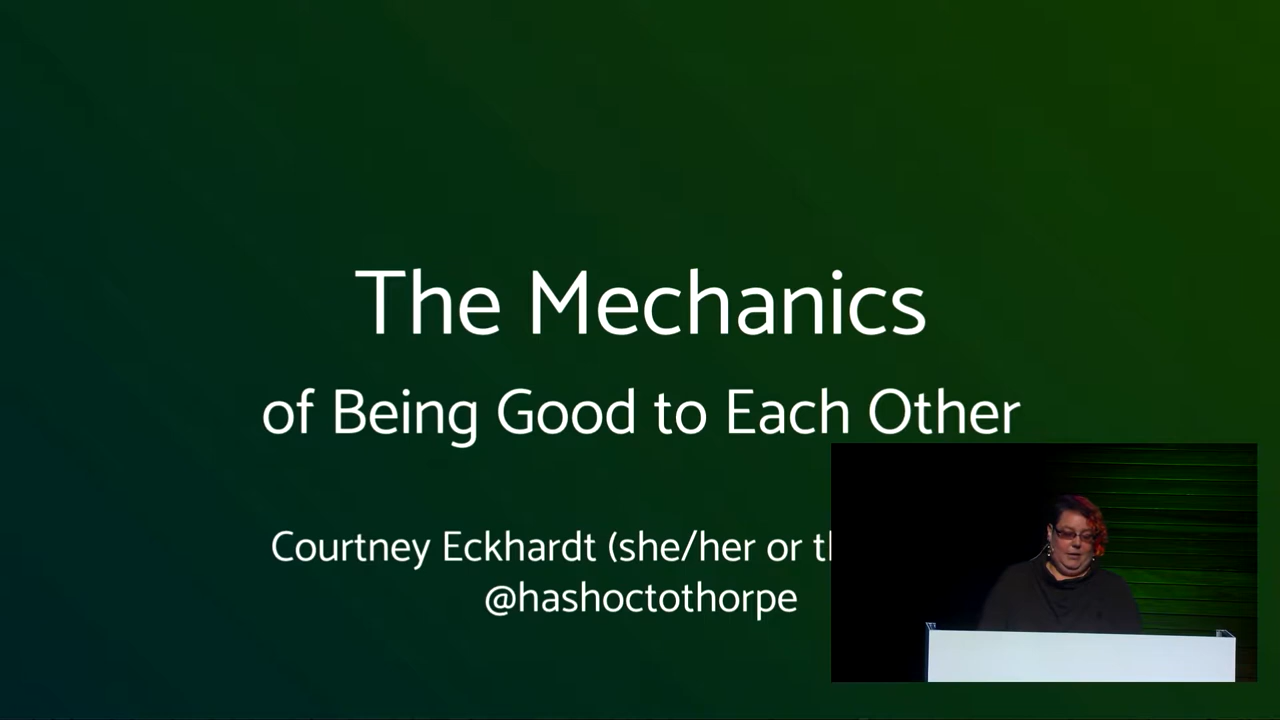 The Mechanics
of Being Good to Each Other
Courtney Eckhardt (she/her or
@hashoctothorpe